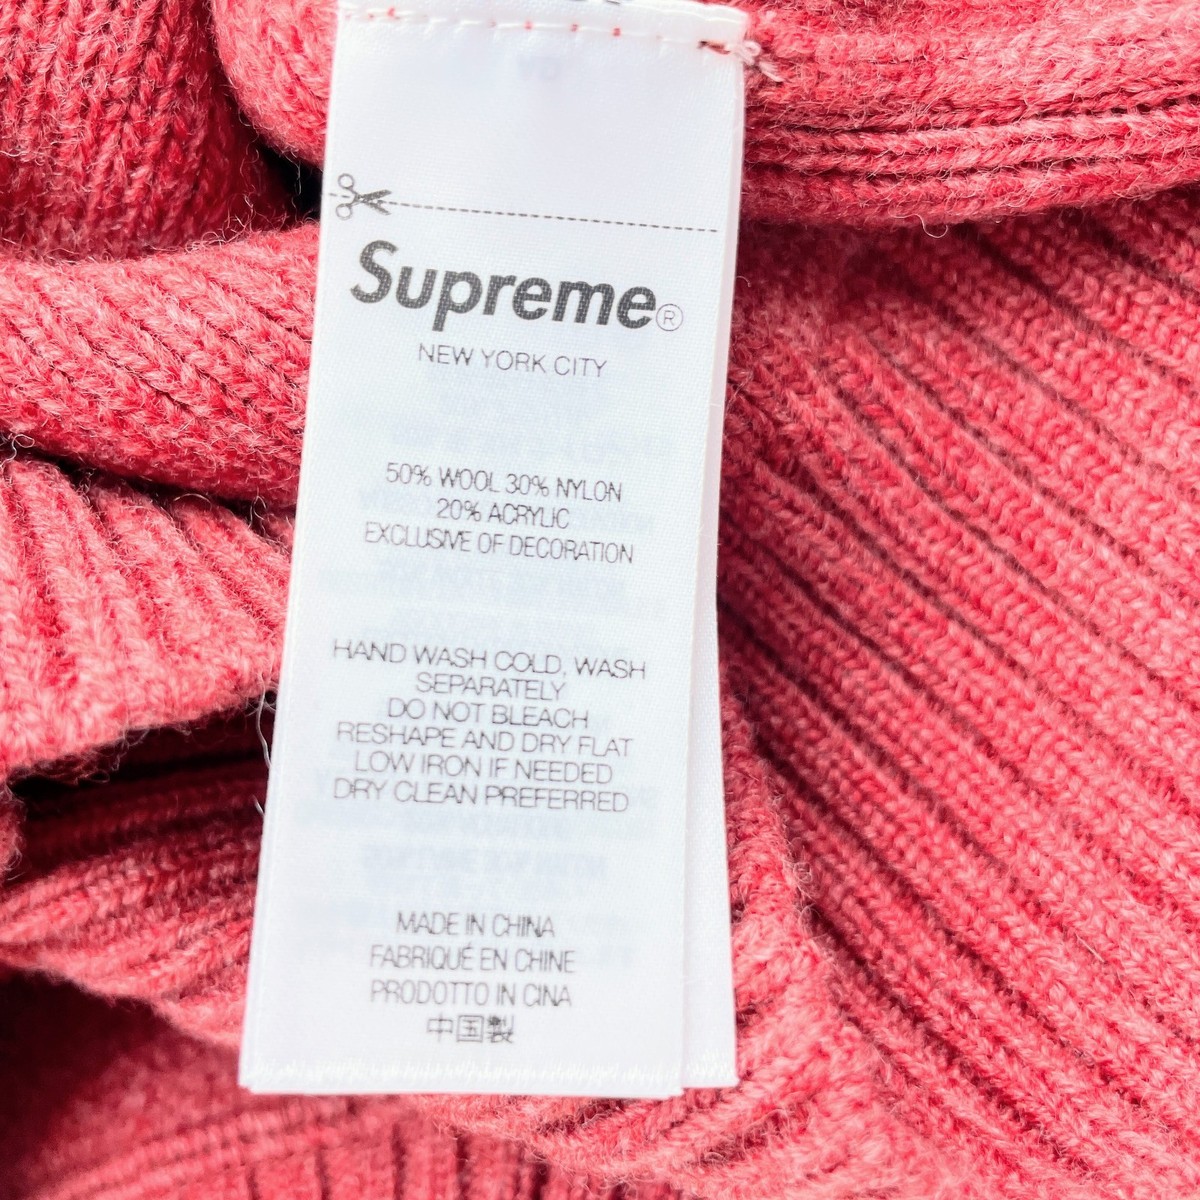 Supreme®
NEW YORK CITY
50% WOOL 30% NYLON
20% ACRYLIC
EXCLUSIVE OF DECORATION
HAND WASH COLD, WASH
SEPARATELY
DO NOT BLEACH
RESHAPE AND DRY FLAT
LOW IRON IF NEEDED
DRY CLEAN PREFERRED
MADE IN CHINA
FABRIQUÉ EN CHINE
PRODOTTO IN CINA
中国製